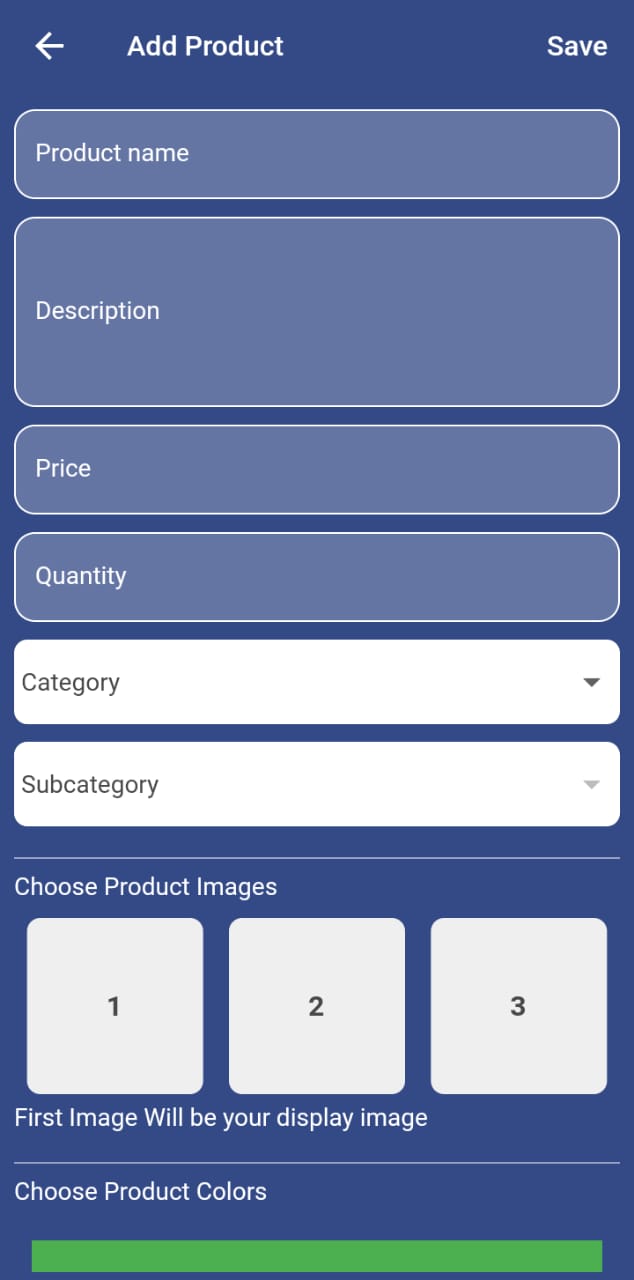 Add Product
Save
Product name
Description
Price
Quantity
Category
Subcategory
Choose Product Images
1
2
3
First Image Will be your display image
Choose Product Colors